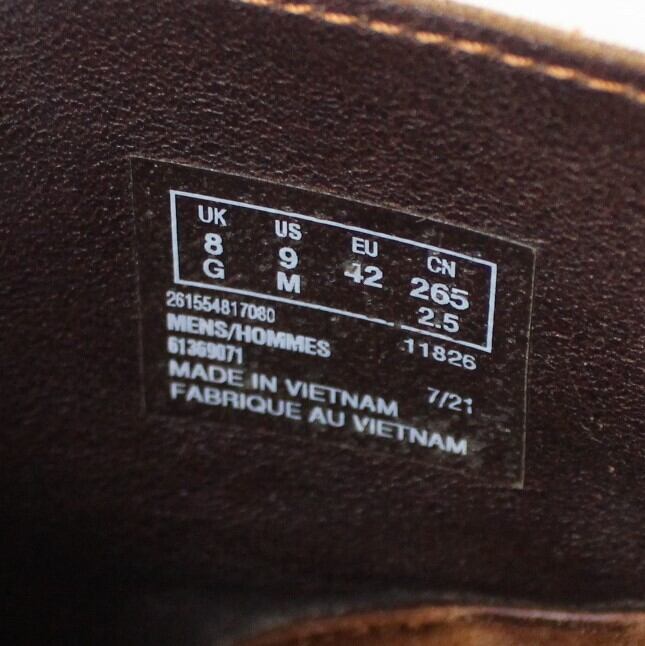 UK US EU CN
8 9 42 265
G M 2.5
261554817080
MENS/HOMMES 11826
61369071
MADE IN VIETNAM 7/21
FABRIQUE AU VIETNAM